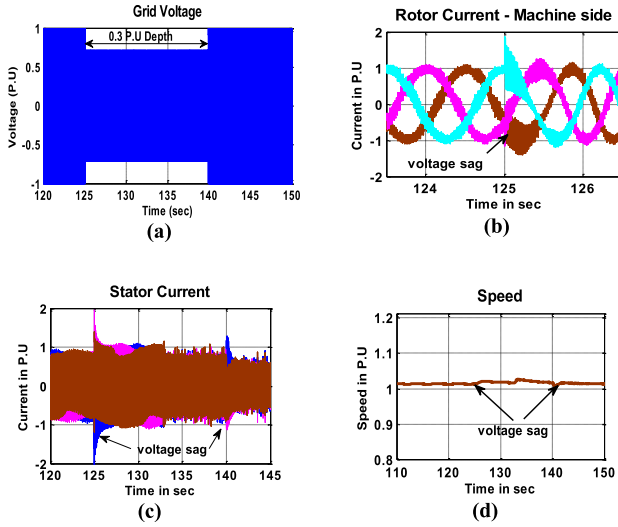 Grid Voltage
1
0.5
0
-0.5
-1
Voltage (P.U)
0.3 P.U Depth
120 125 130 135 140 145 150
Time (sec)
(a)
Rotor Current - Machine side
2
1
0
-1
-2
Current in P.U
voltage sag
124 125 126
Time in sec
(b)
Stator Current
2
1
0
-1
-2
Current in P.U
voltage sag
120 125 130 135 140 145
Time in sec
(c)
Speed
1.2
1.1
1
0.9
0.8
Speed in P.U
voltage sag
110 120 130 140 150
Time in sec
(d)